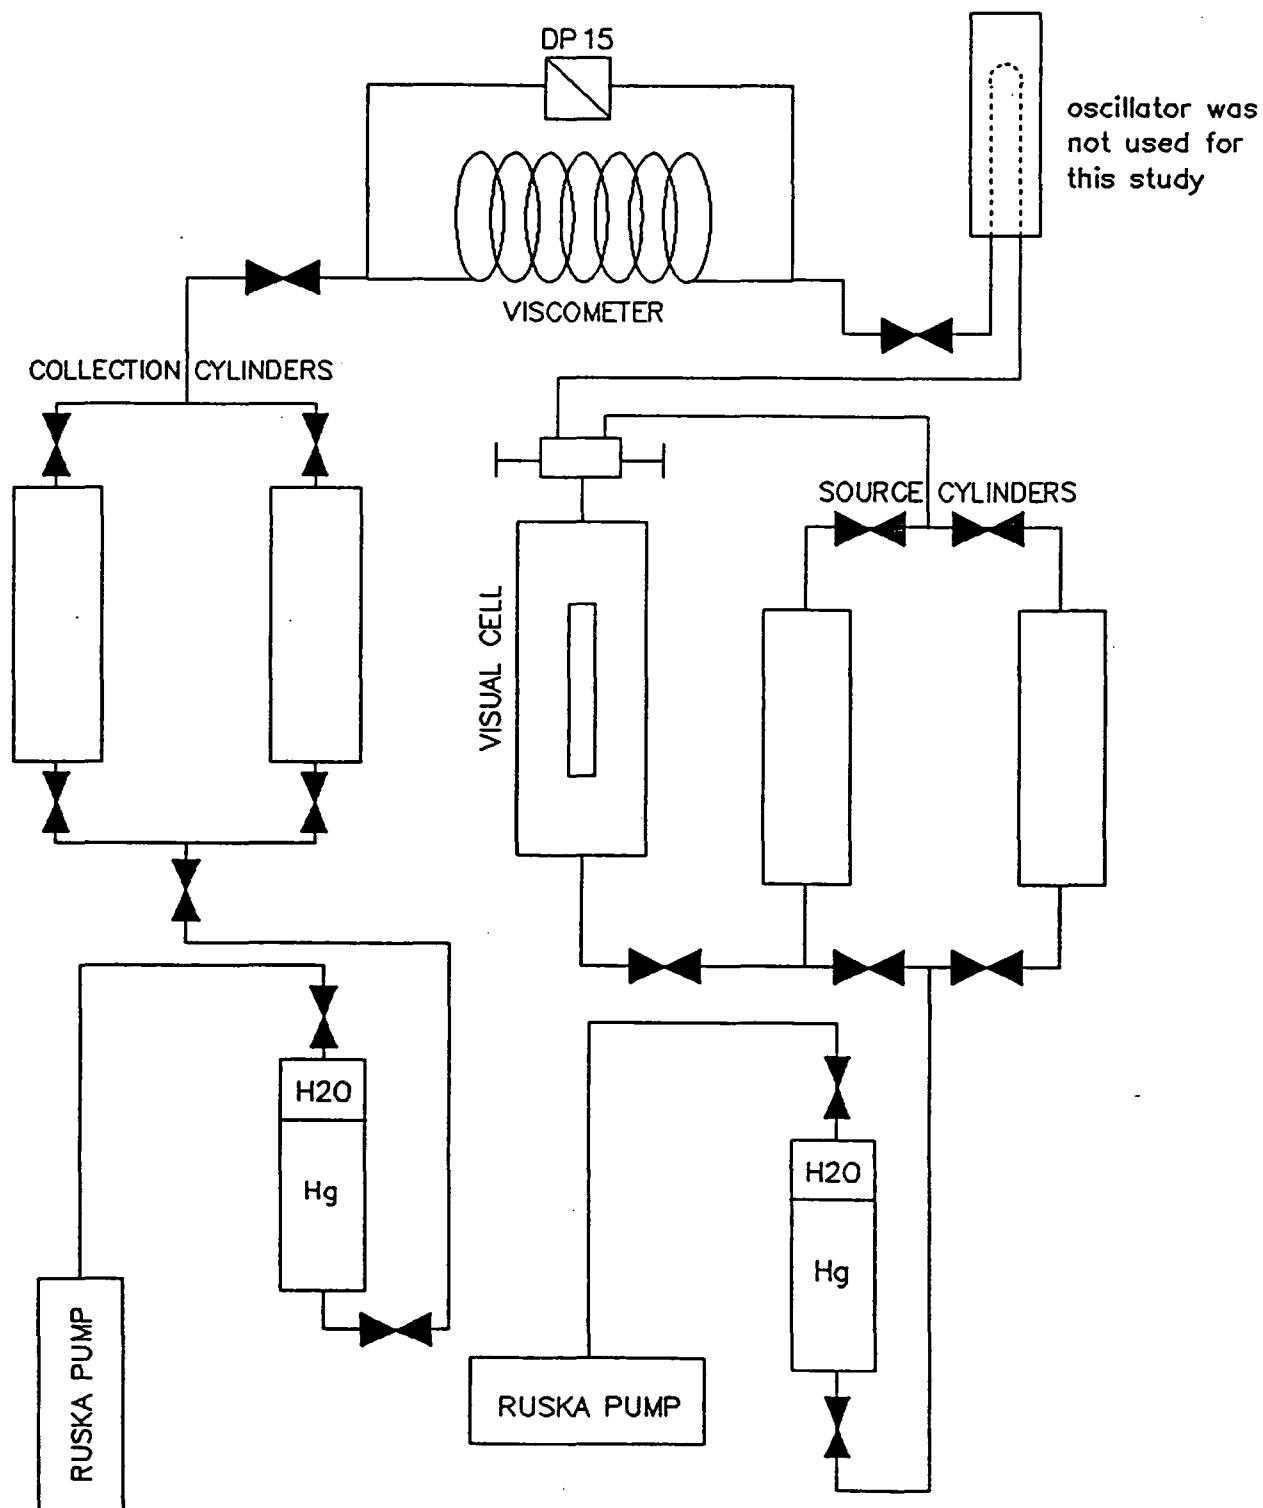 DP 15
oscillator was
not used for
this study
VISCOMETER
COLLECTION CYLINDERS
SOURCE CYLINDERS
VISUAL CELL
H2O
Hg
H2O
Hg
RUSKA PUMP
RUSKA PUMP